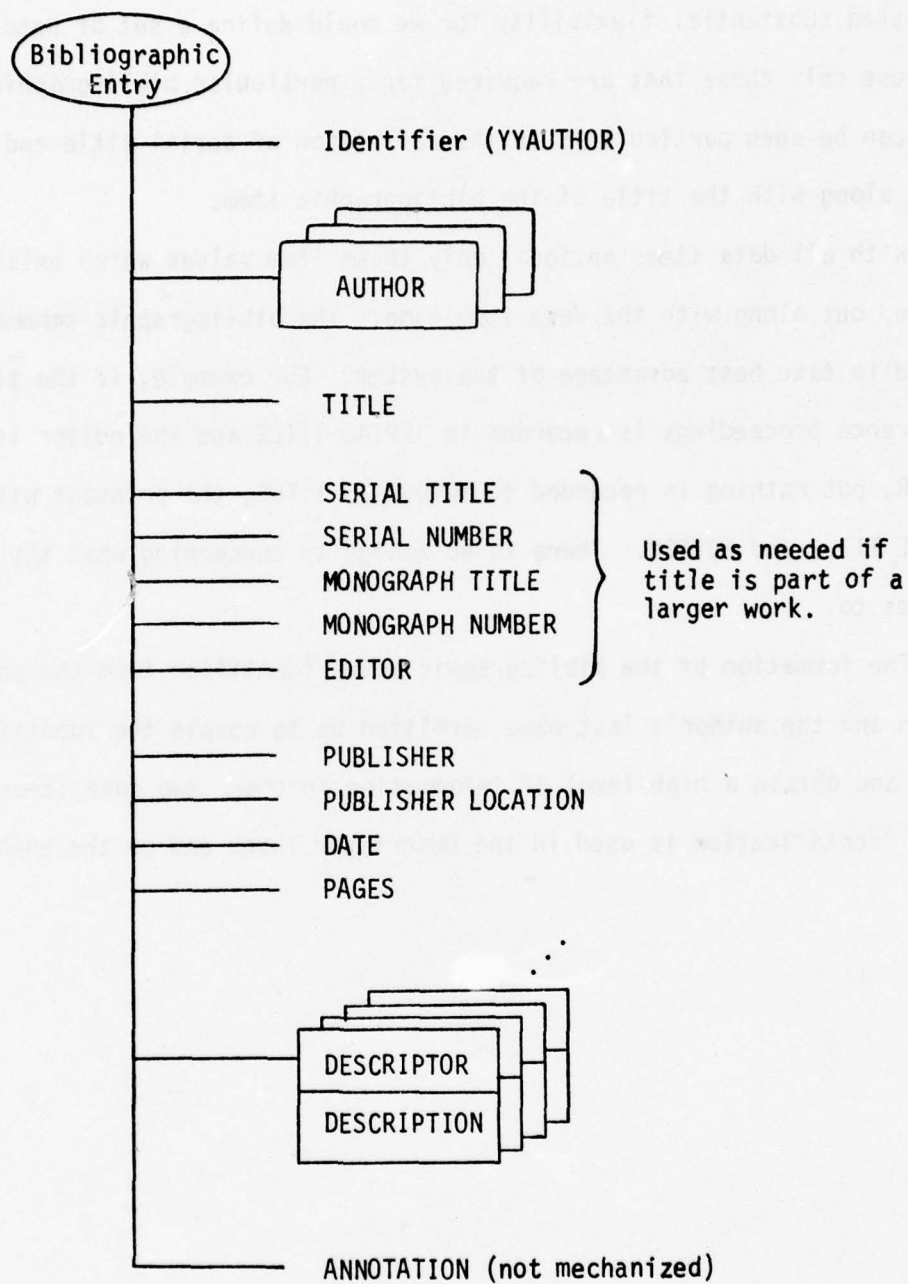 Bibliographic
Entry
IDentifier (YYAUTHOR)
AUTHOR
TITLE
SERIAL TITLE
SERIAL NUMBER
MONOGRAPH TITLE
MONOGRAPH NUMBER
EDITOR
Used as needed if
title is part of a
larger work.
PUBLISHER
PUBLISHER LOCATION
DATE
PAGES
DESCRIPTOR
DESCRIPTION
ANNOTATION (not mechanized)